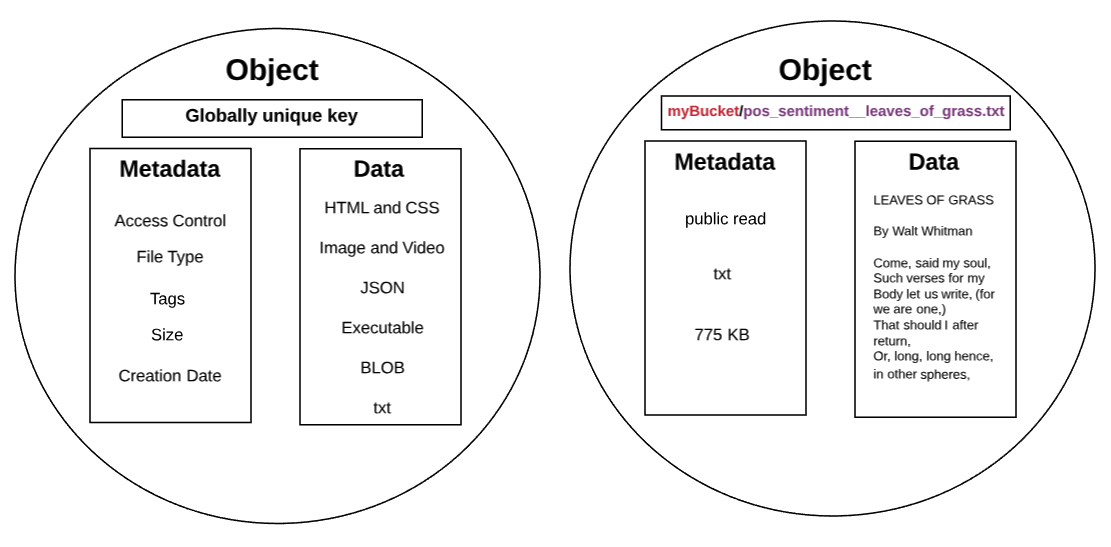 Object
Globally unique key
Metadata
Access Control
File Type
Tags
Size
Creation Date
Data
HTML and CSS
Image and Video
JSON
Executable
BLOB
txt
Object
myBucket/pos_sentiment__leaves_of_grass.txt
Metadata
public read
txt
775 KB
Data
LEAVES OF GRASS
By Walt Whitman
Come, said my soul,
Such verses for my
Body let us write, (for
we are one,)
That should I after
return,
Or, long, long hence,
in other spheres,